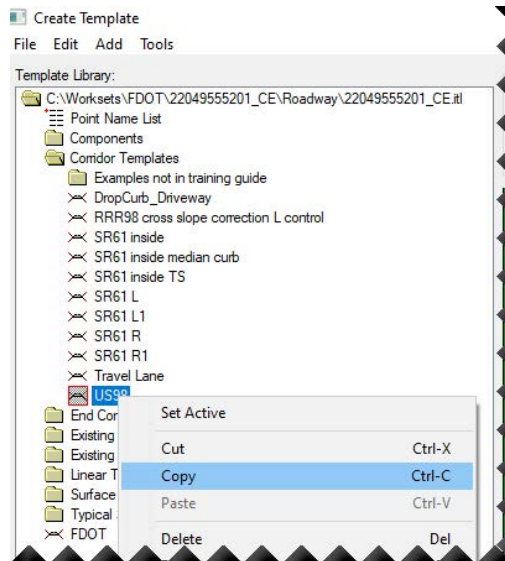 Create Template
File Edit Add Tools
Template Library:
C:\Worksets\FDOT\22049555201_CE\Roadway\22049555201_CE.itl
Point Name List
Components
Corridor Templates
Examples not in training guide
DropCurb_Driveway
RRR98 cross slope correction L control
SR61 inside
SR61 inside median curb
SR61 inside TS
SR61 L
SR61 L1
SR61 R
SR61 R1
Travel Lane
US98
End Con
Set Active
Existing
Cut Ctrl-X
Existing
Linear T
Copy Ctrl-C
Surface
Paste Ctrl-V
Typical
FDOT
Delete Del